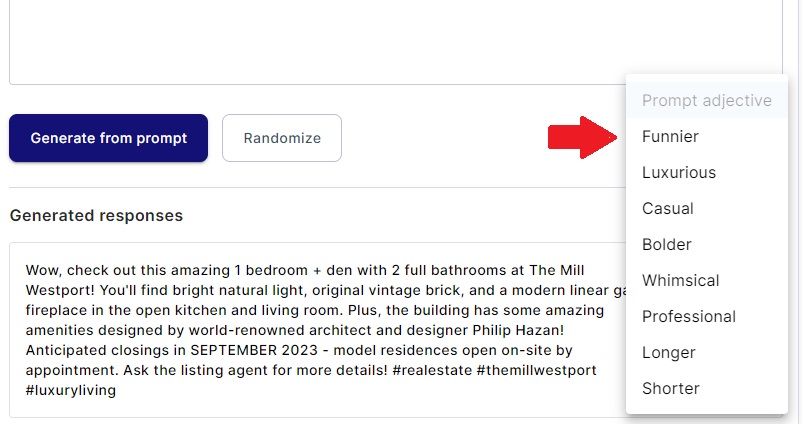 Generate from prompt
Randomize
Prompt adjective
Funnier
Luxurious
Casual
Bolder
Whimsical
Professional
Longer
Shorter
Generated responses
Wow, check out this amazing 1 bedroom + den with 2 full bathrooms at The Mill
Westport! You'll find bright natural light, original vintage brick, and a modern linear
fireplace in the open kitchen and living room. Plus, the building has some amazing
amenities designed by world-renowned architect and designer Philip Hazan!
Anticipated closings in SEPTEMBER 2023 - model residences open on-site by
appointment. Ask the listing agent for more details! #realestate #themillwestport
#luxuryliving